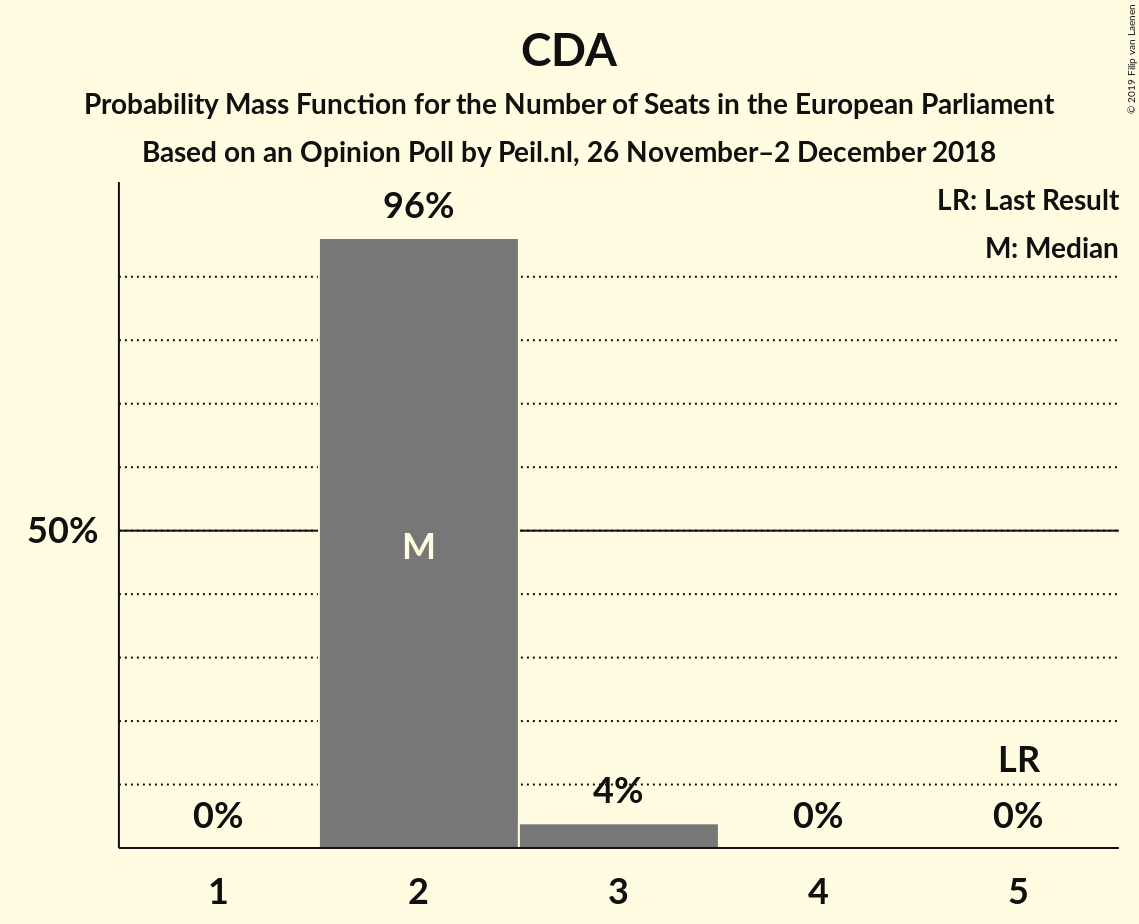 CDA
Probability Mass Function for the Number of Seats in the European Parliament
Based on an Opinion Poll by Peil.nl, 26 November–2 December 2018
© 2019 Filip van Laenen
LR: Last Result
M: Median
96%
50%
M
LR
0%
4%
0%
0%
1
2
3
4
5